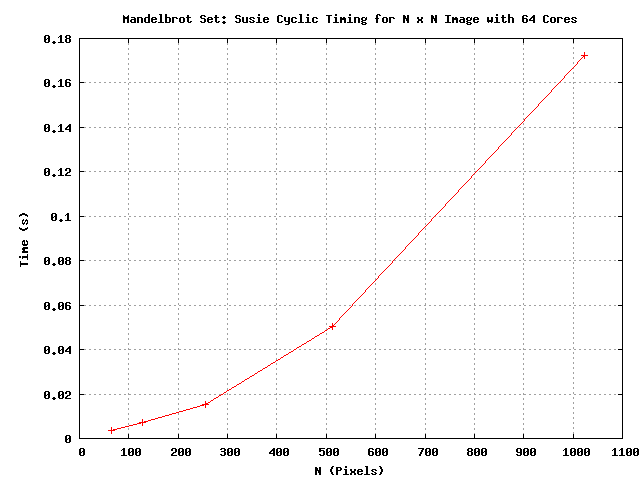 Mandelbrot Set: Susie Cyclic Timing for N x N Image with 64 Cores
0.18
0.16
0.14
0.12
0.1
0.08
0.06
0.04
0.02
0
Time (s)
0 100 200 300 400 500 600 700 800 900 1000 1100
N (Pixels)